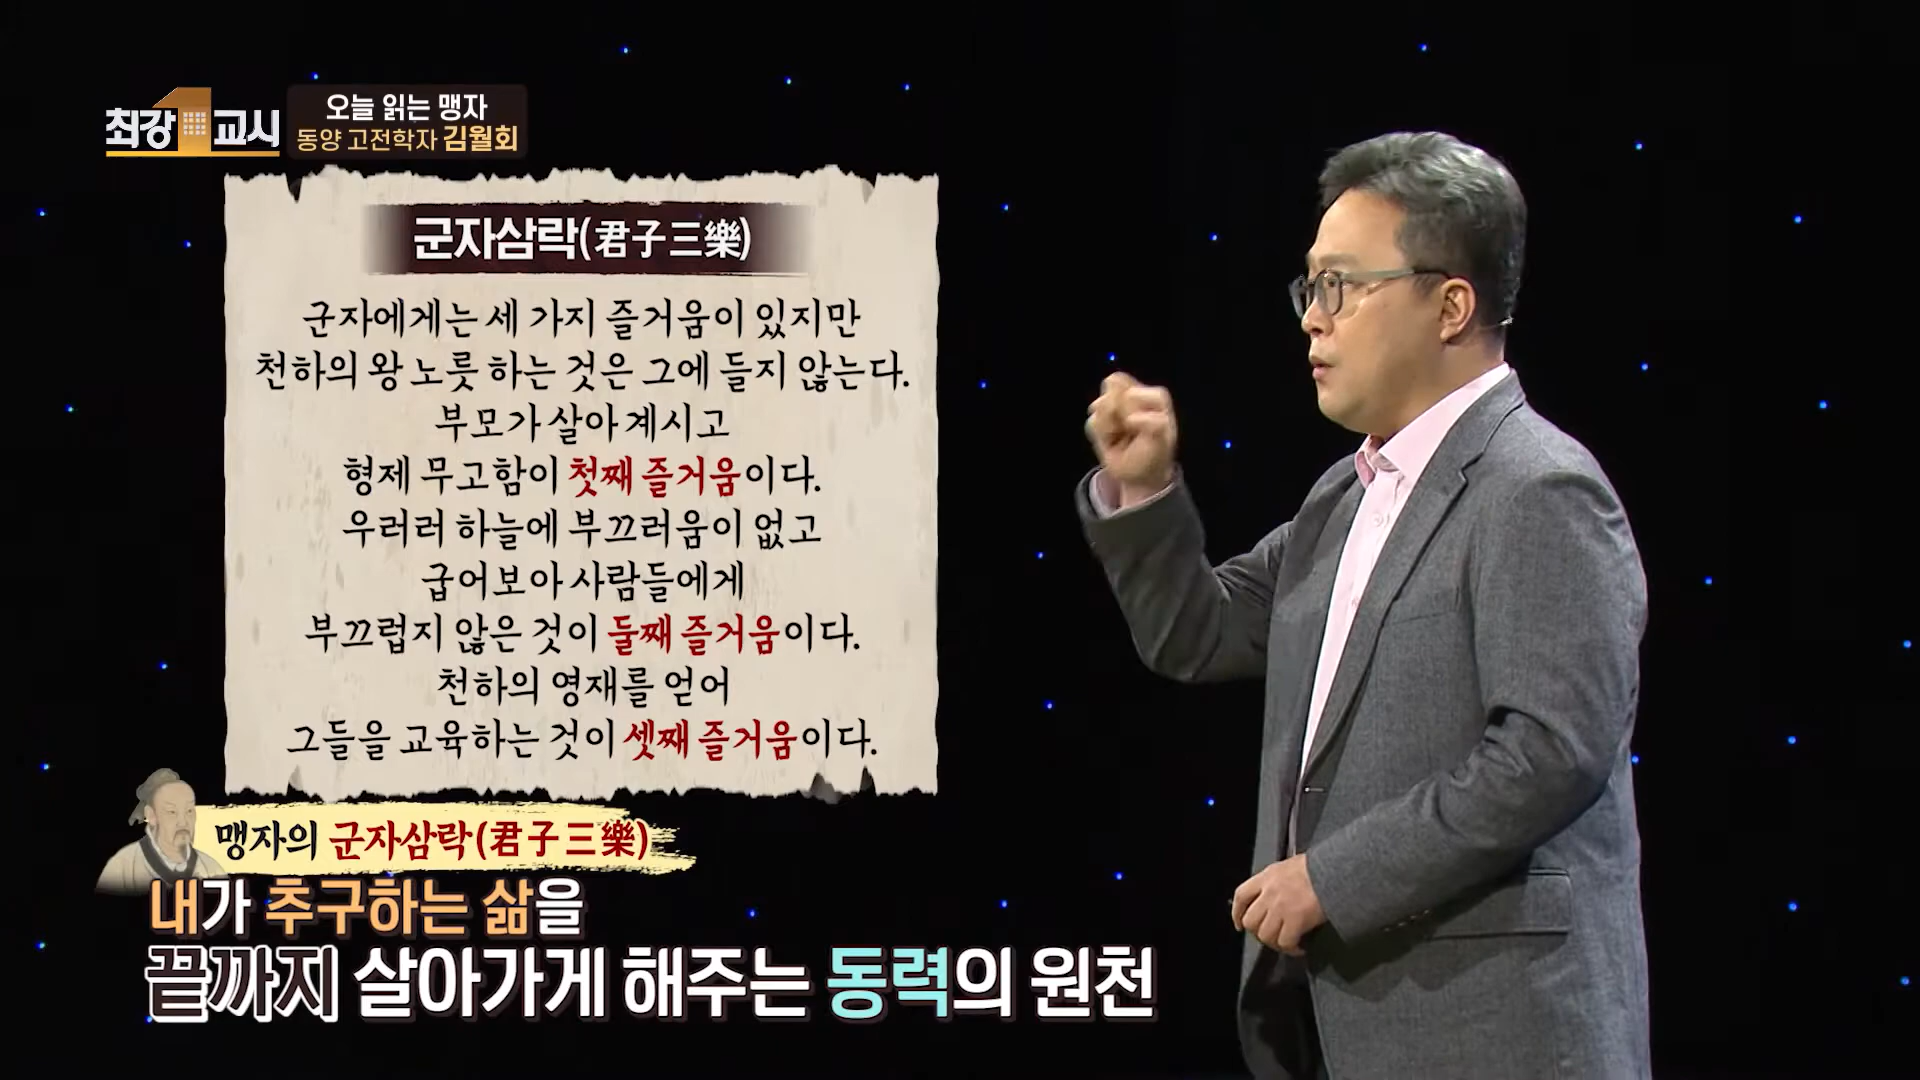 최강1교시
오늘 읽는 맹자
동양 고전학자 김월회
군자삼락(君子三樂)
군자에게는 세 가지 즐거움이 있지만
천하의 왕 노릇 하는 것은 그에 들지 않는다.
부모가 살아 계시고
형제 무고함이 첫째 즐거움이다.
우러러 하늘에 부끄러움이 없고
굽어보아 사람들에게
부끄럽지 않은 것이 둘째 즐거움이다.
천하의 영재를 얻어
그들을 교육하는 것이 셋째 즐거움이다.
맹자의 군자삼락(君子三樂)
내가 추구하는 삶을
끝까지 살아가게 해주는 동력의 원천